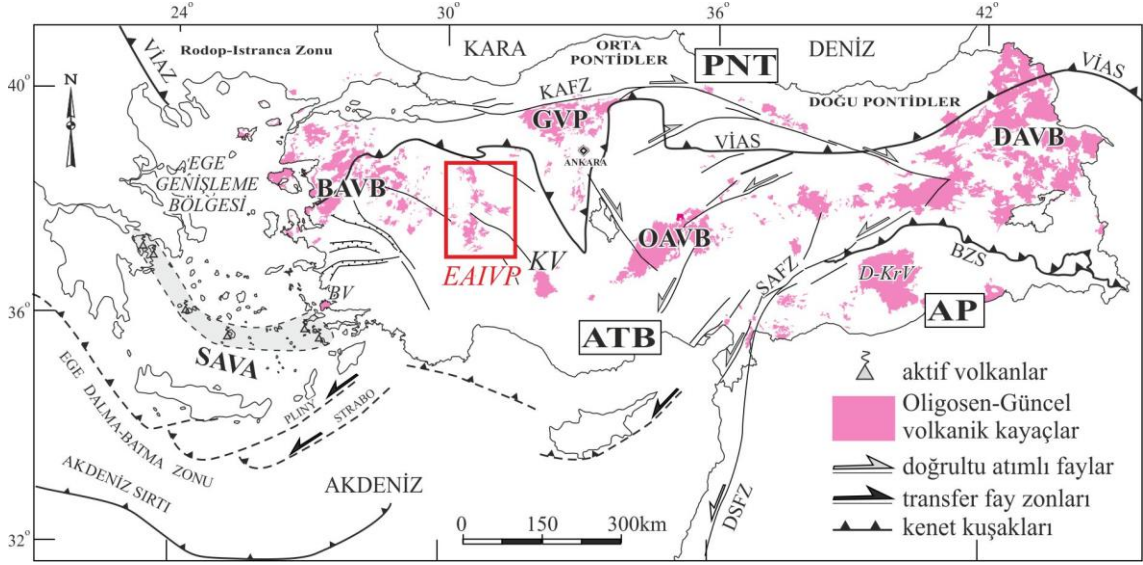 24°
30°
36°
42°
40°
36°
32°
N
VİAZ
Rodop-Istranca Zonu
KARA
ORTA
PONTİDLER
PNT
DENİZ
VİAS
KAFZ
DOĞU PONTİDLER
GVP
DAVB
ANKARA
VİAS
EGE
GENİŞLEME
BÖLGESİ
BAVB
OAVB
KV
EAIVP
BZS
SAFZ
D-KrV
BV
AP
ATB
SAVA
EGE DALMA-BATMA ZONU
PLINY
STRABO
AKDENİZ SIRTI
AKDENİZ
DSFZ
0 150 300km
aktif volkanlar
Oligosen-Güncel
volkanik kayaçlar
doğrultu atımlı faylar
transfer fay zonları
kenet kuşakları